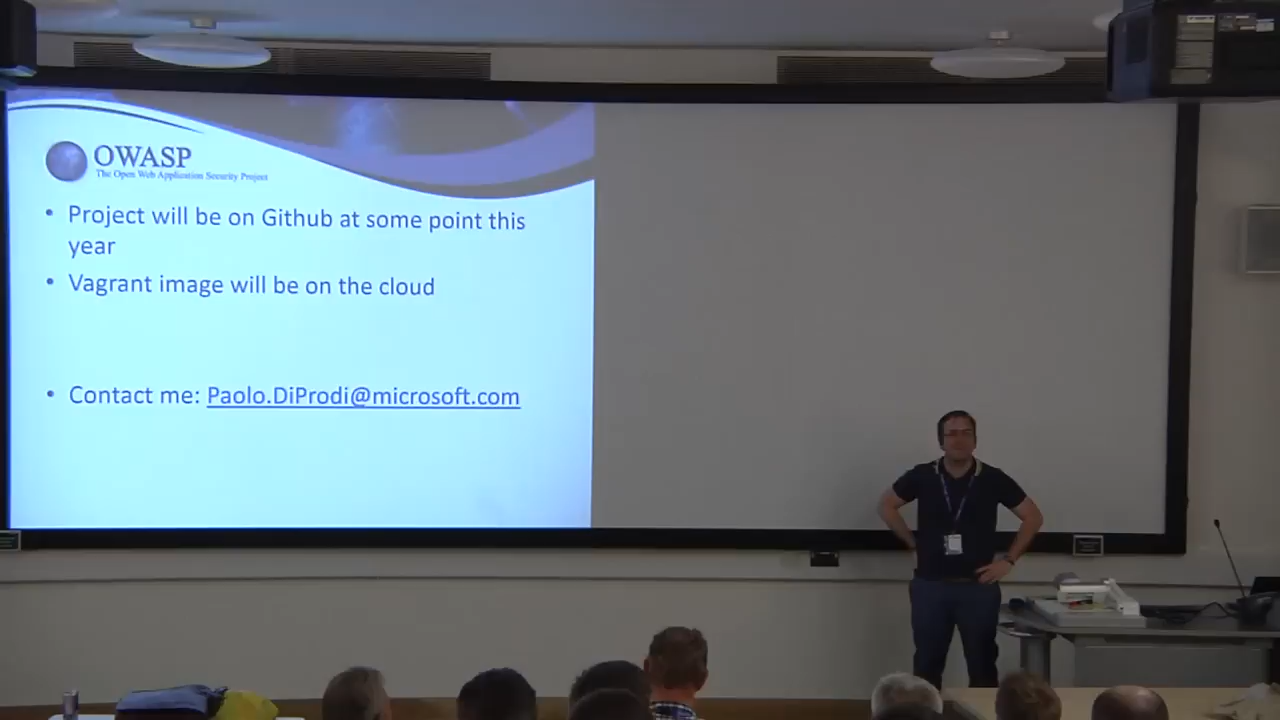 OWASP
The Open Web Application Security Project
• Project will be on Github at some point this
year
• Vagrant image will be on the cloud
• Contact me: Paolo.DiProdi@microsoft.com